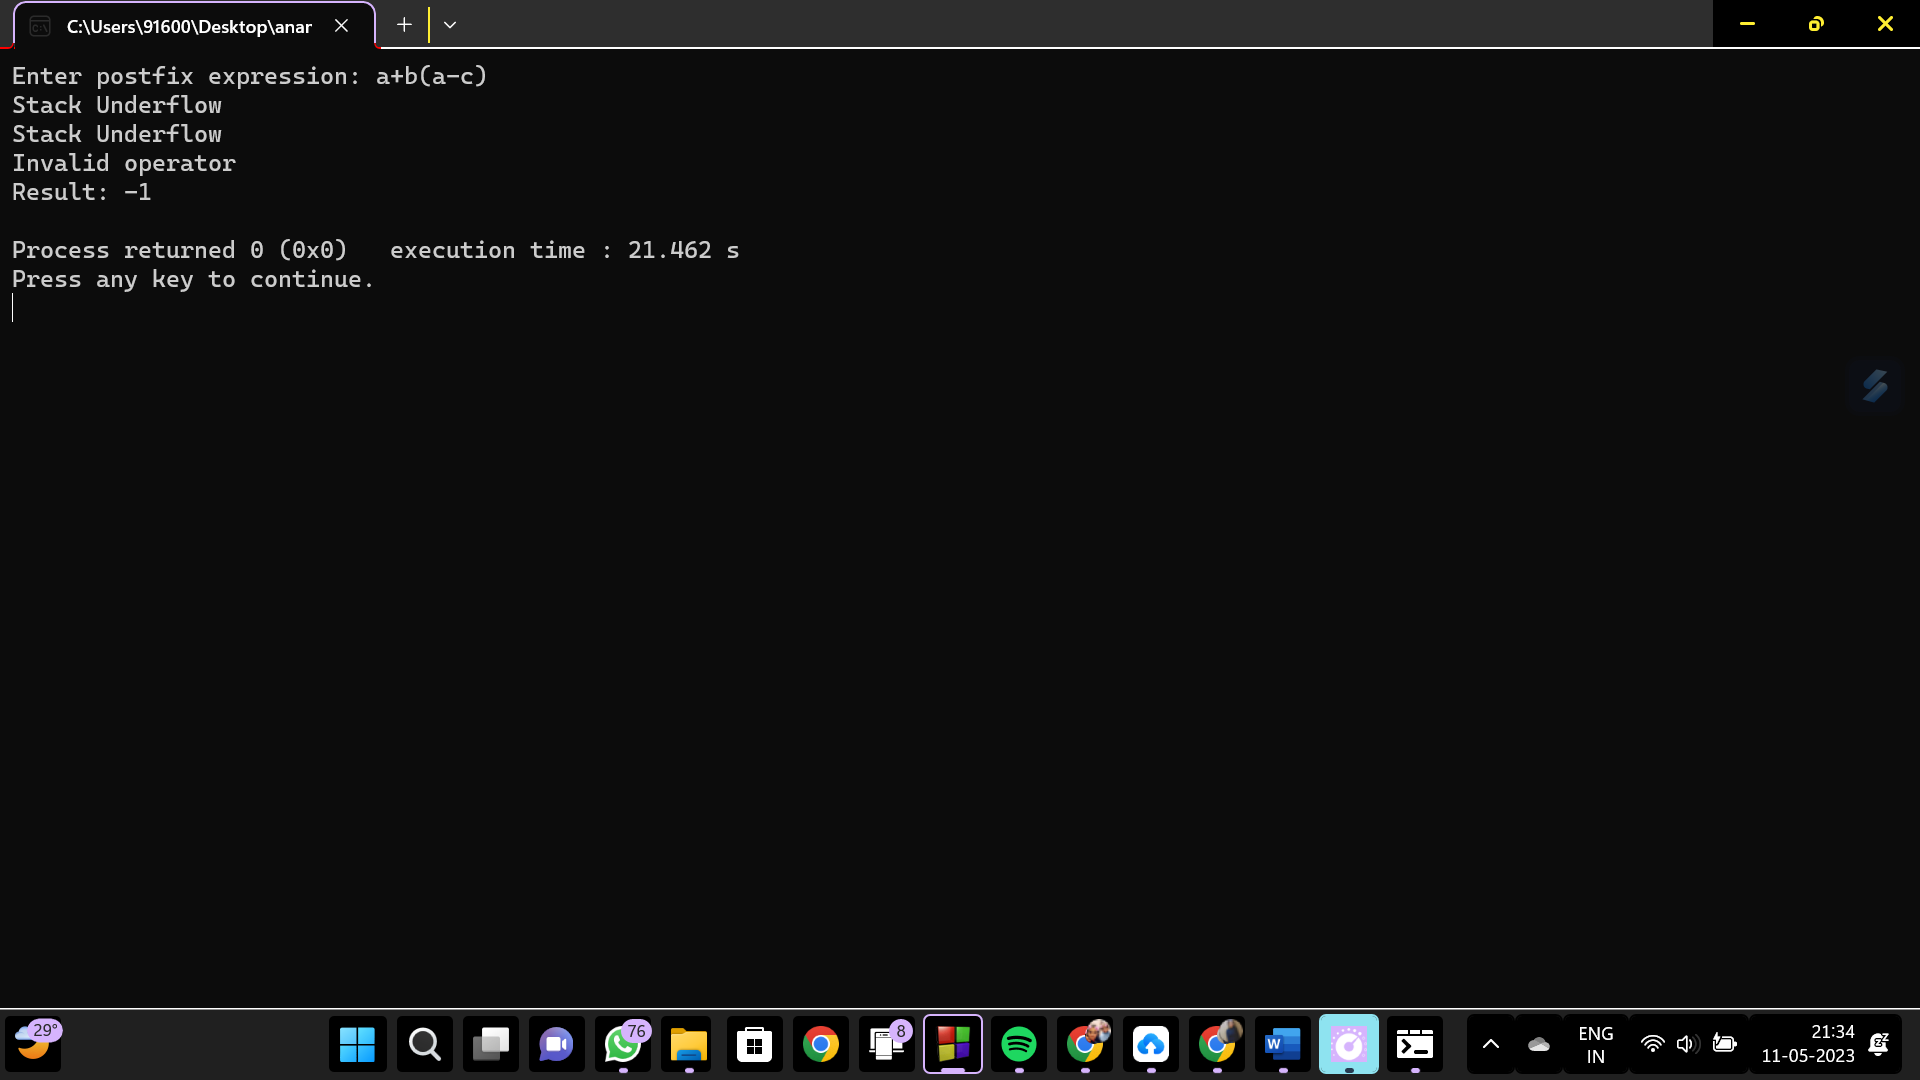 C:\Users\91600\Desktop\anar
Enter postfix expression: a+b(a-c)
Stack Underflow
Stack Underflow
Invalid operator
Result: -1
Process returned 0 (0x0)   execution time : 21.462 s
Press any key to continue.
29°
76
8
W
ENG
IN
21:34
11-05-2023